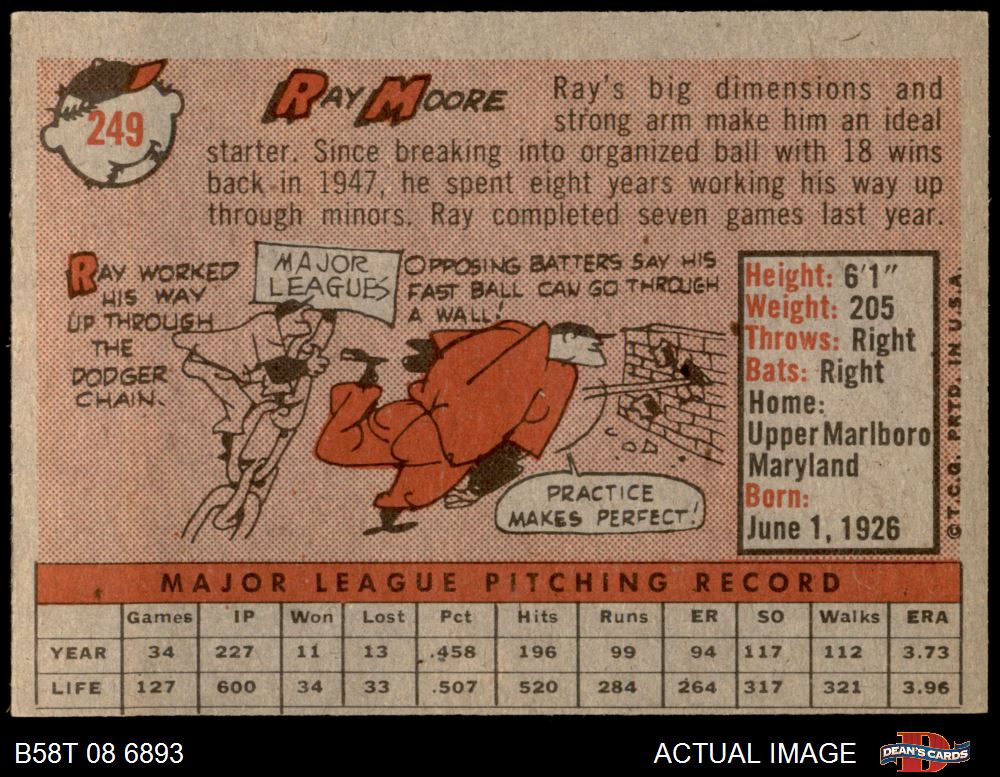 249
RAY MOORE
Ray's big dimensions and
strong arm make him an ideal
starter. Since breaking into organized ball with 18 wins
back in 1947, he spent eight years working his way up
through minors. Ray completed seven games last year.
RAY WORKED
HIS WAY
UP THROUGH
THE
DODGER
CHAIN.
MAJOR
LEAGUES
OPPOSING BATTERS SAY HIS
FAST BALL CAN GO THROUGH
A WALL!
PRACTICE
MAKES PERFECT!
Height: 6'1"
Weight: 205
Throws: Right
Bats: Right
Home:
Upper Marlboro
Maryland
Born:
June 1, 1926
© T.C.G. PRTD. IN U.S.A.
MAJOR LEAGUE PITCHING RECORD
Games IP Won Lost Pct Hits Runs ER SO Walks ERA
YEAR 34 227 11 13 .458 196 99 94 117 112 3.73
LIFE 127 600 34 33 .507 520 284 264 317 321 3.96
B58T 08 6893
ACTUAL IMAGE
DEAN'S CARDS